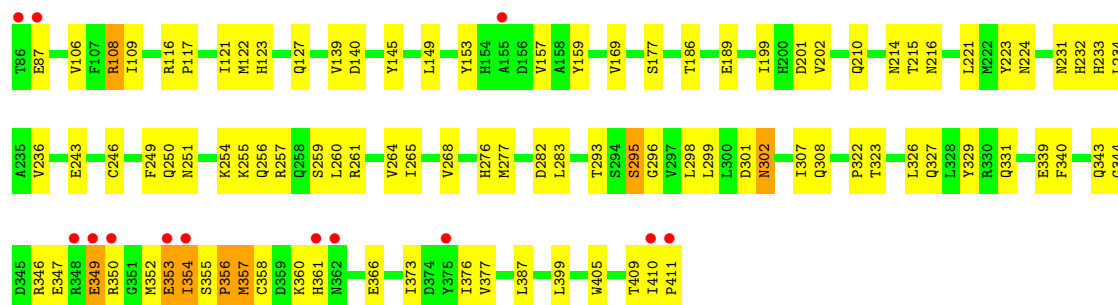 T86 E87 V106 F107 R108 I109 R116 P117 I121 M122 H123 Q127 V139 D140 Y145 L149 Y153 H154 A155 D156 V157 A158 Y159 V169 S177 T186 E189 I199 H200 D201 V202 Q210 N214 T215 N216 L221 M222 Y223 N224 N231 H232 H233 L234
A235 V236 E243 C246 F249 Q250 N251 K254 K255 Q256 R257 Q258 S259 L260 R261 V264 I265 V268 H276 M277 D282 L283 T293 S294 S295 G296 V297 L298 L299 L300 D301 N302 I307 Q308 P322 T323 L326 Q327 L328 Y329 R330 Q331 E339 F340 Q343 C344
D345 R346 E347 R348 E349 R350 G351 M352 E353 I354 S355 P356 M357 C358 D359 K360 H361 N362 E366 I373 D374 Y375 I376 V377 L387 L399 W405 T409 I410 P411